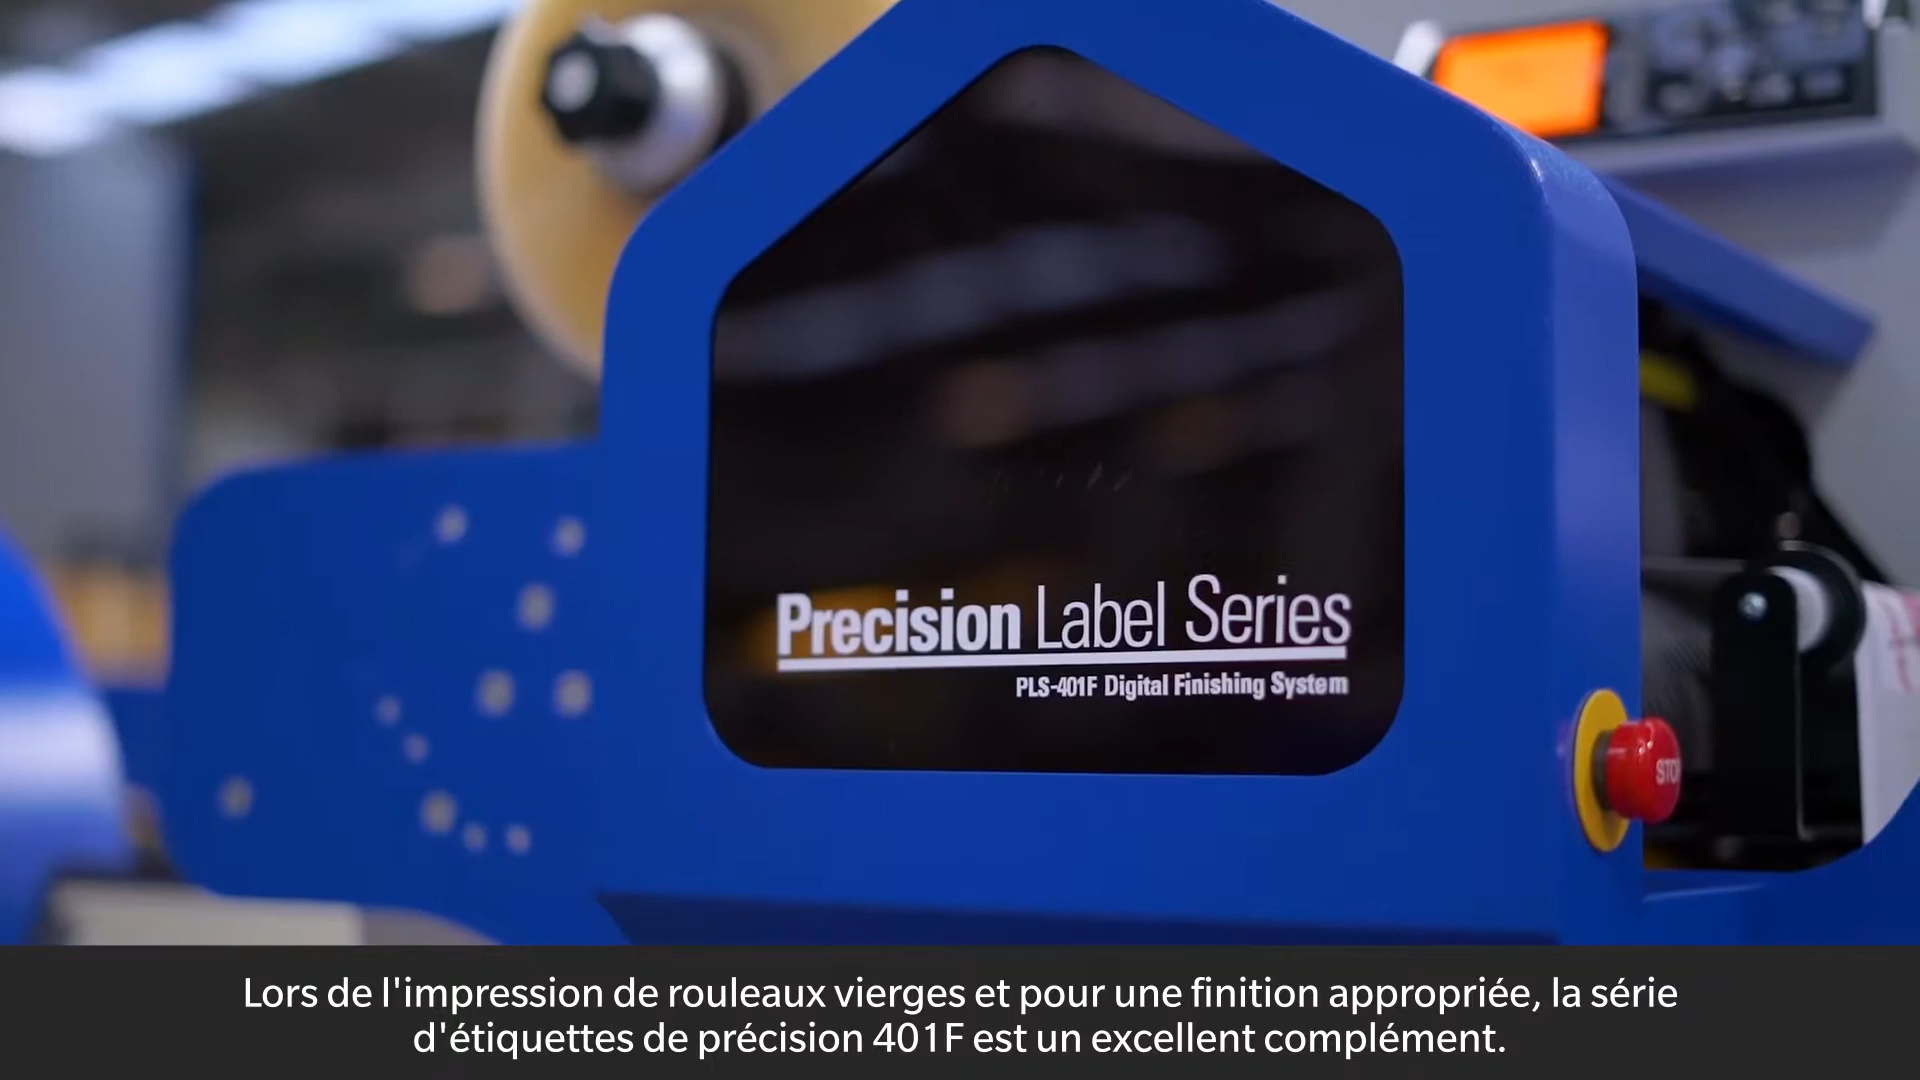 Precision Label Series
PLS-401F Digital Finishing System
STOP
Lors de l'impression de rouleaux vierges et pour une finition appropriée, la série
d'étiquettes de précision 401F est un excellent complément.